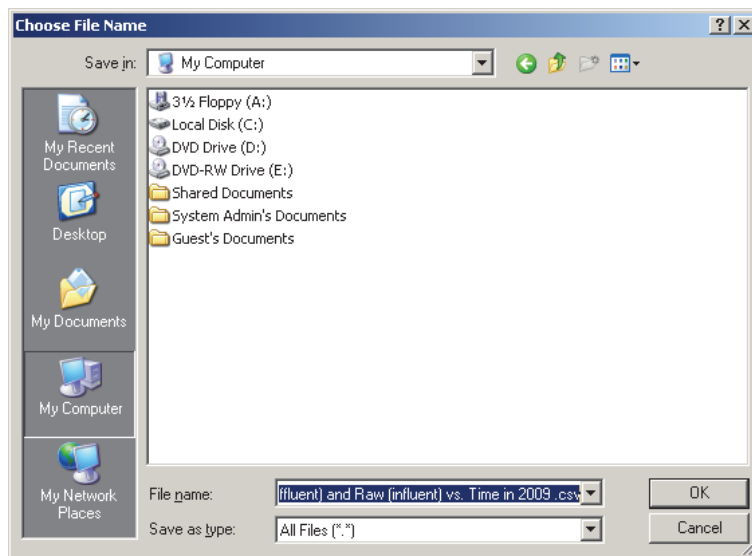 Choose File Name
Save in: My Computer
3½ Floppy (A:)
Local Disk (C:)
DVD Drive (D:)
DVD-RW Drive (E:)
Shared Documents
System Admin's Documents
Guest's Documents
My Recent
Documents
Desktop
My Documents
My Computer
My Network
Places
File name: ffluent) and Raw (influent) vs. Time in 2009 .csv
OK
Save as type: All Files (*.*)
Cancel